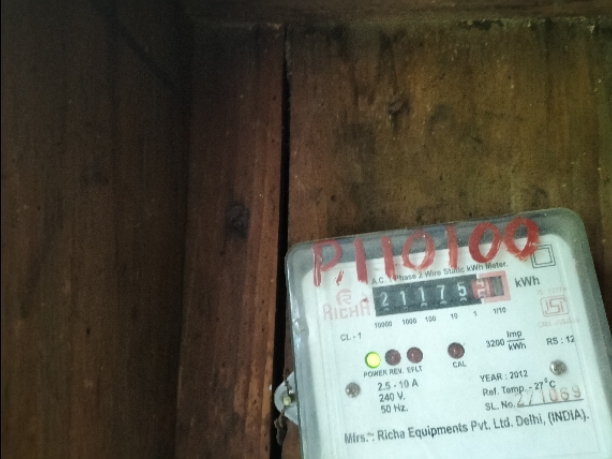 P,110100
A.C. 1 Phase 2 Wire Static kWh Meter.
RICHA
21175 kWh
10000 1000 100 10 1 1/10
CL - 1
3200 Imp/kWh
RS : 12
POWER REV. EFLT CAL
2.5 - 10 A
240 V.
50 Hz.
YEAR : 2012
Ref. Temp. - 27°C
SL. No.
Mfrs.: Richa Equipments Pvt. Ltd. Delhi, (INDIA).